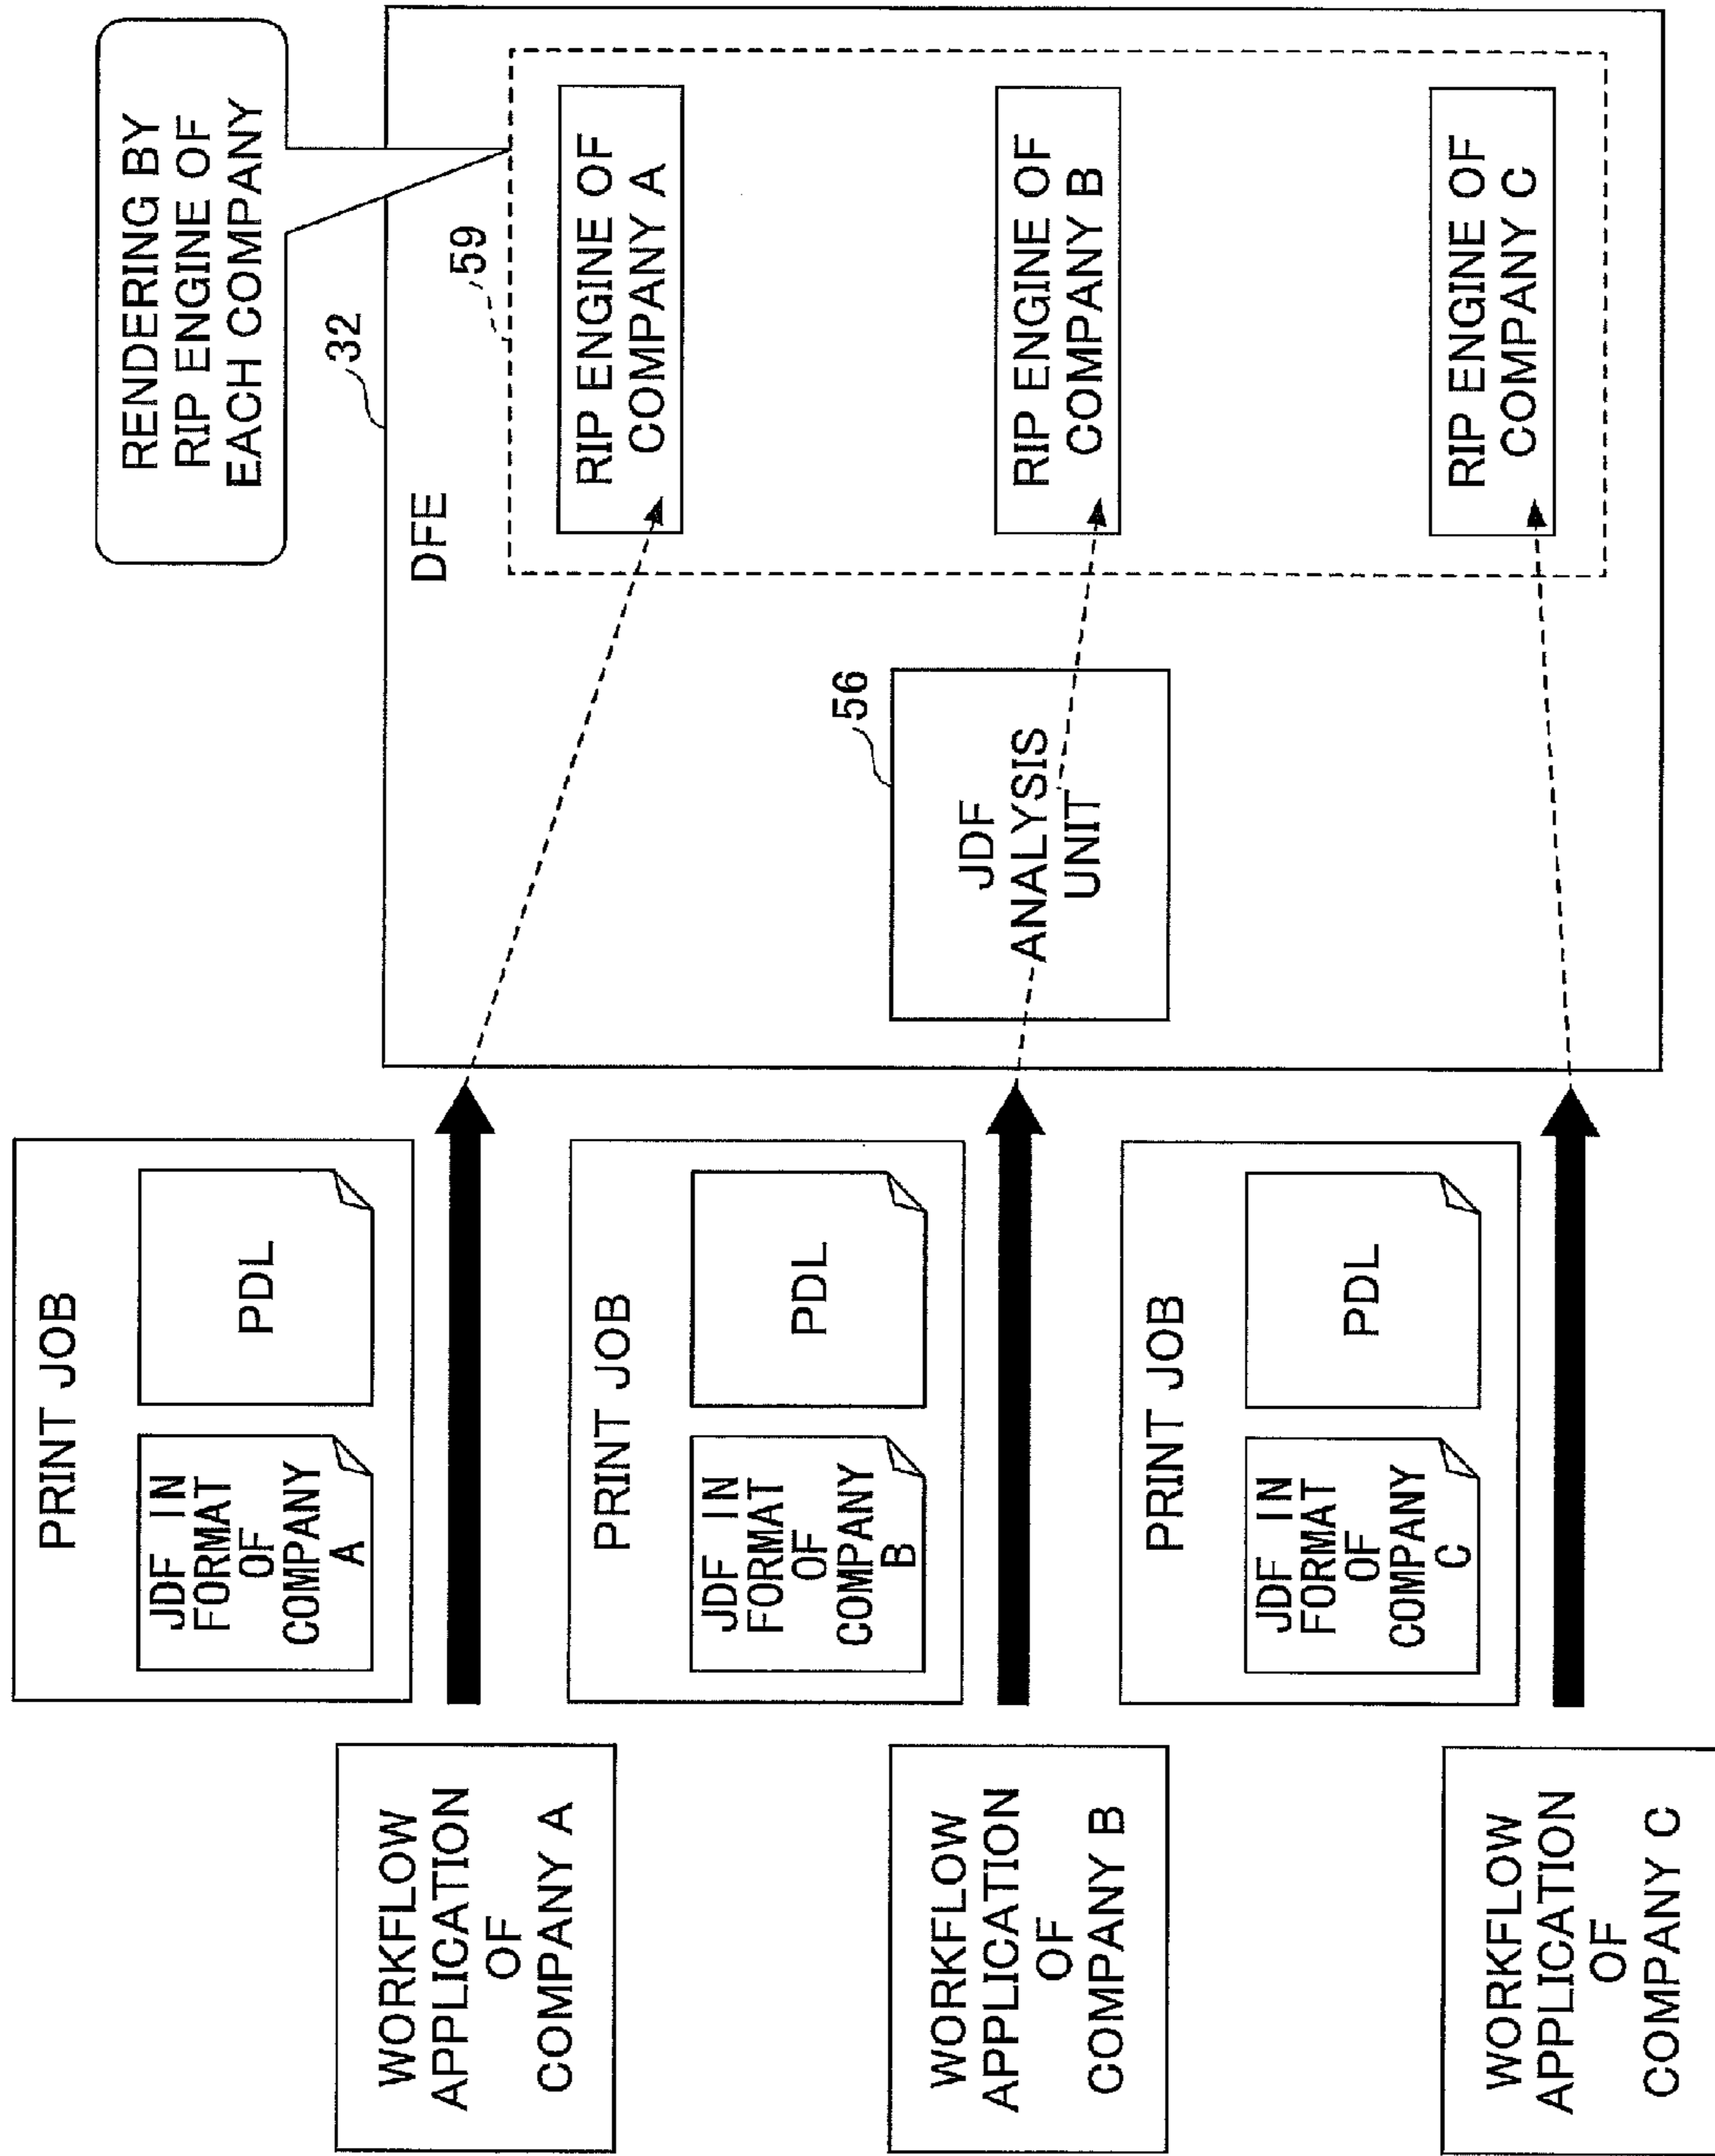 RENDERING BY
RIP ENGINE OF
EACH COMPANY
32
DFE
59
RIP ENGINE OF
COMPANY A
RIP ENGINE OF
COMPANY B
RIP ENGINE OF
COMPANY C
56
JDF
ANALYSIS
UNIT
PRINT JOB
JDF IN
FORMAT
OF
COMPANY
A
PDL
PRINT JOB
JDF IN
FORMAT
OF
COMPANY
B
PDL
PRINT JOB
JDF IN
FORMAT
OF
COMPANY
C
PDL
WORKFLOW
APPLICATION
OF
COMPANY A
WORKFLOW
APPLICATION
OF
COMPANY B
WORKFLOW
APPLICATION
OF
COMPANY C